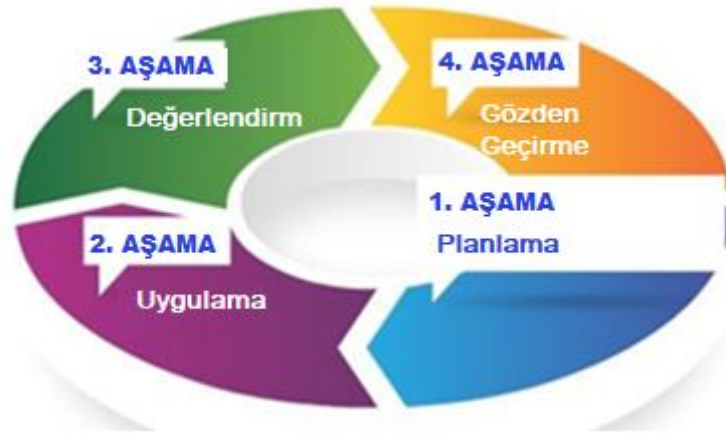 3. AŞAMA
Değerlendirm
4. AŞAMA
Gözden
Geçirme
1. AŞAMA
Planlama
2. AŞAMA
Uygulama